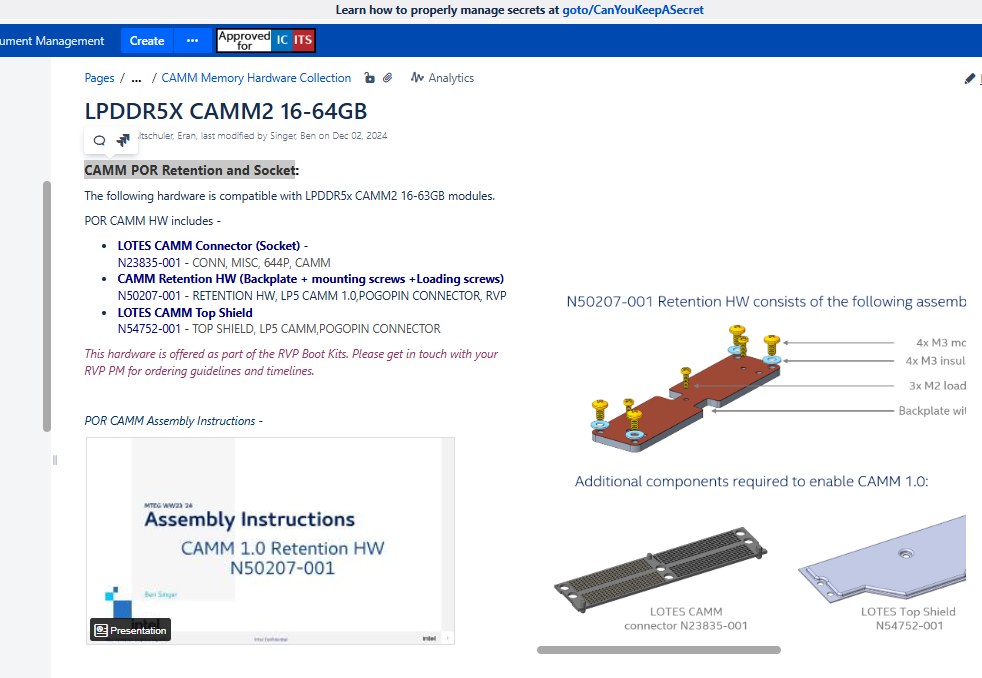 Learn how to properly manage secrets at goto/CanYouKeepASecret
ument Management Create ... Approved for IC ITS
Pages / ... / CAMM Memory Hardware Collection Analytics
LPDDR5X CAMM2 16-64GB
ltschuler, Eran, last modified by Singer, Ben on Dec 02, 2024
CAMM POR Retention and Socket:
The following hardware is compatible with LPDDR5x CAMM2 16-63GB modules.
POR CAMM HW includes -
• LOTES CAMM Connector (Socket) -
N23835-001 - CONN, MISC, 644P, CAMM
• CAMM Retention HW (Backplate + mounting screws +Loading screws)
N50207-001 - RETENTION HW, LP5 CAMM 1.0,POGOPIN CONNECTOR, RVP
• LOTES CAMM Top Shield
N54752-001 - TOP SHIELD, LP5 CAMM,POGOPIN CONNECTOR
This hardware is offered as part of the RVP Boot Kits. Please get in touch with your
RVP PM for ordering guidelines and timelines.
POR CAMM Assembly Instructions -
MTEG WW23 '24
Assembly Instructions
CAMM 1.0 Retention HW
N50207-001
Ben Singer
intel
Presentation
Intel Confidential
intel
1
N50207-001 Retention HW consists of the following assemb
4x M3 mo
4x M3 insul
3x M2 load
Backplate wit
Additional components required to enable CAMM 1.0:
LOTES CAMM
connector N23835-001
LOTES Top Shield
N54752-001